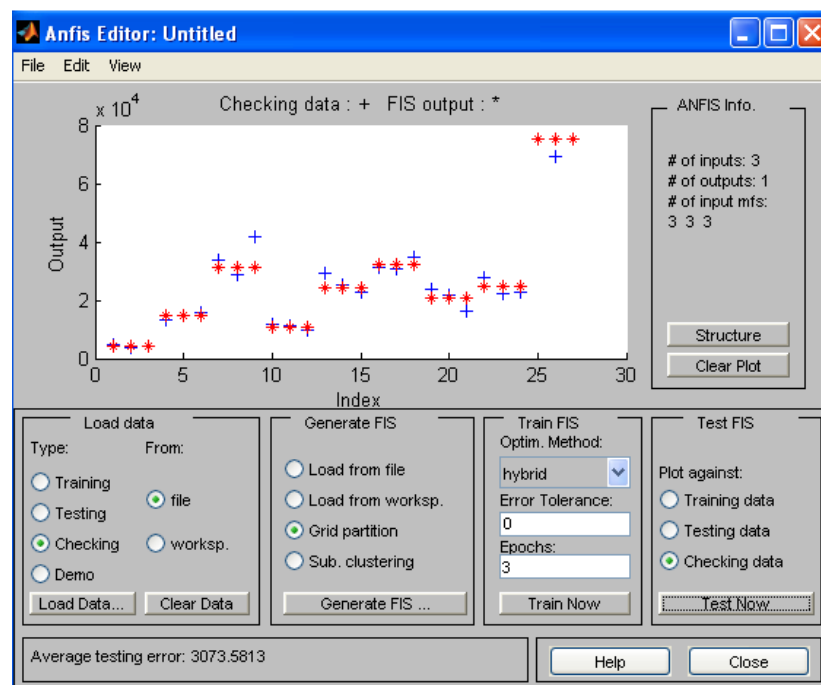 Anfis Editor: Untitled
File Edit View
x 10^4
Checking data : + FIS output : *
8
6
4
2
0
Output
0 5 10 15 20 25 30
Index
ANFIS Info.
# of inputs: 3
# of outputs: 1
# of input mfs:
3 3 3
Structure
Clear Plot
Load data
Type: From:
Training
Testing
Checking
Demo
file
worksp.
Load Data... Clear Data
Generate FIS
Load from file
Load from worksp.
Grid partition
Sub. clustering
Generate FIS ...
Train FIS
Optim. Method:
hybrid
Error Tolerance:
0
Epochs:
3
Train Now
Test FIS
Plot against:
Training data
Testing data
Checking data
Test Now
Average testing error: 3073.5813
Help Close